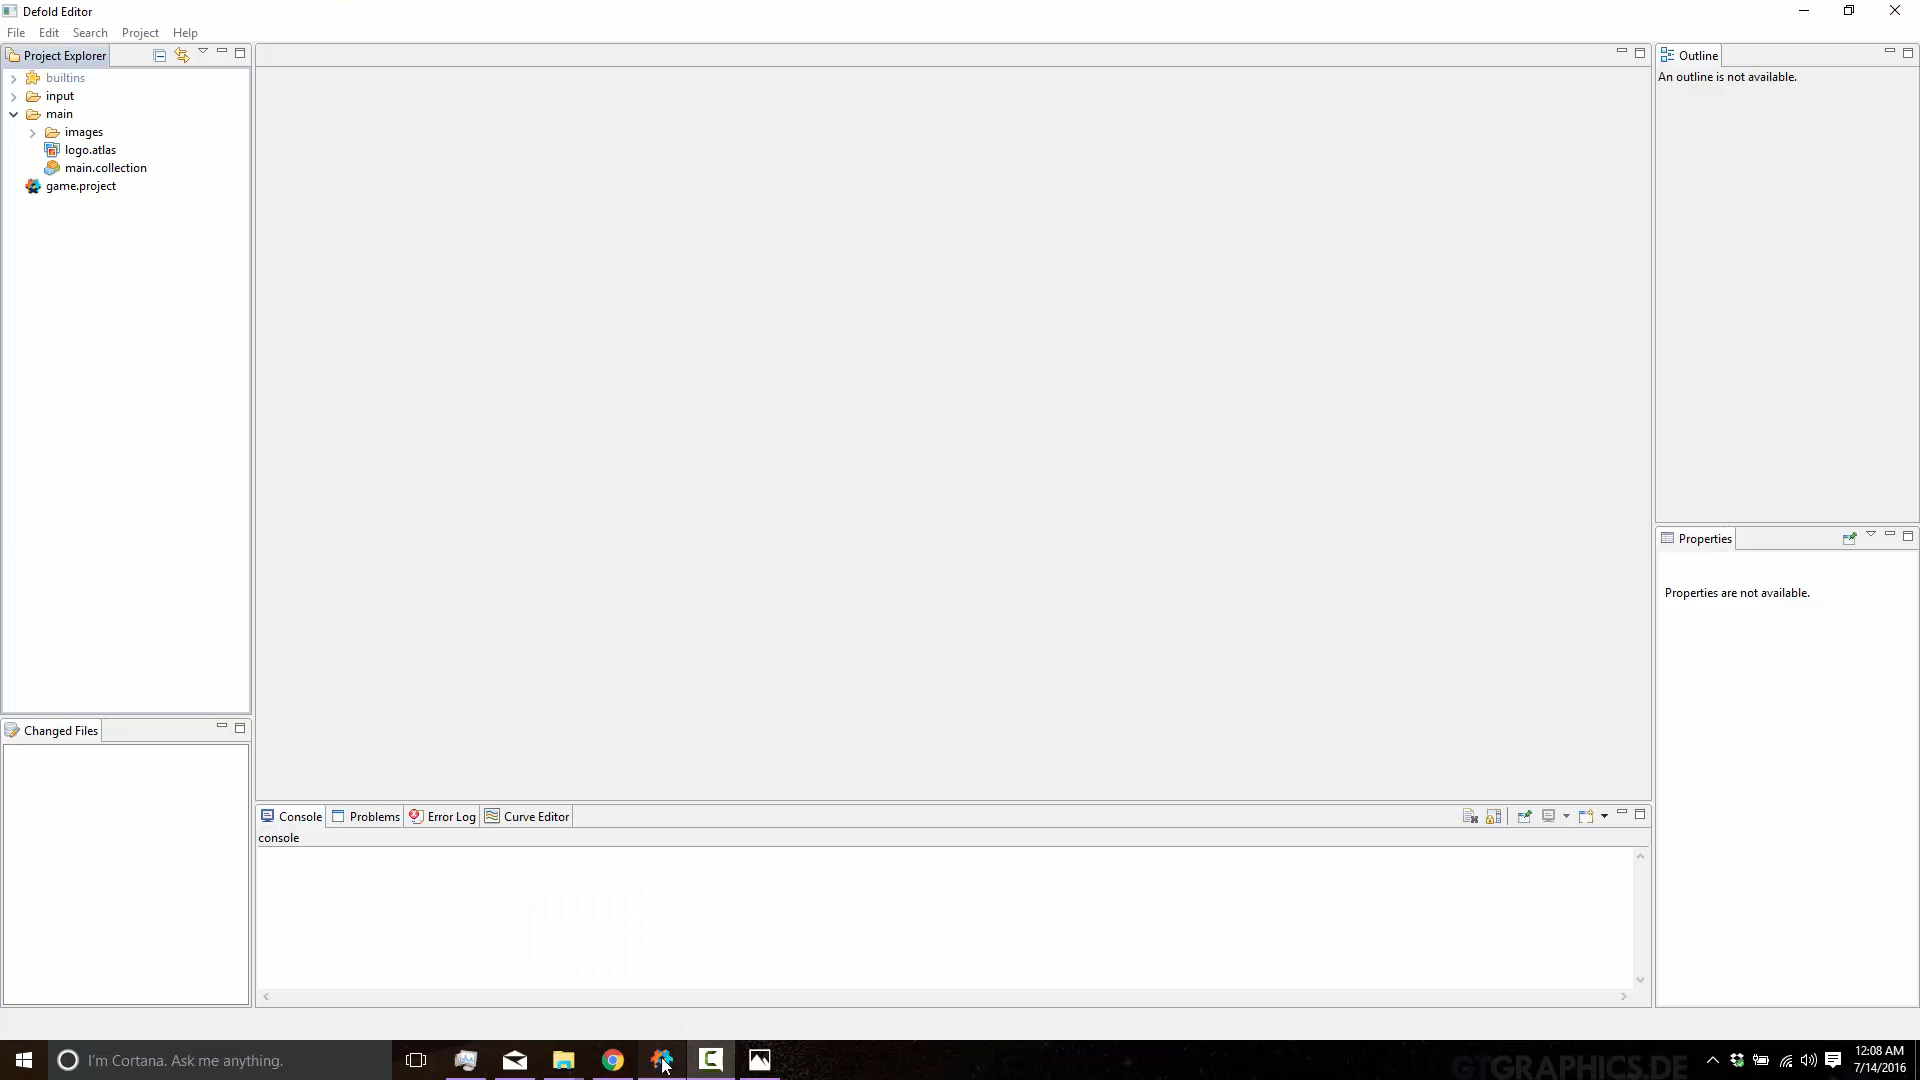 Defold Editor
File Edit Search Project Help
Project Explorer
builtins
input
main
images
logo.atlas
main.collection
game.project
Changed Files
Console Problems Error Log Curve Editor
console
Outline
An outline is not available.
Properties
Properties are not available.
I'm Cortana. Ask me anything.
GTGRAPHICS.DE
12:08 AM
7/14/2016